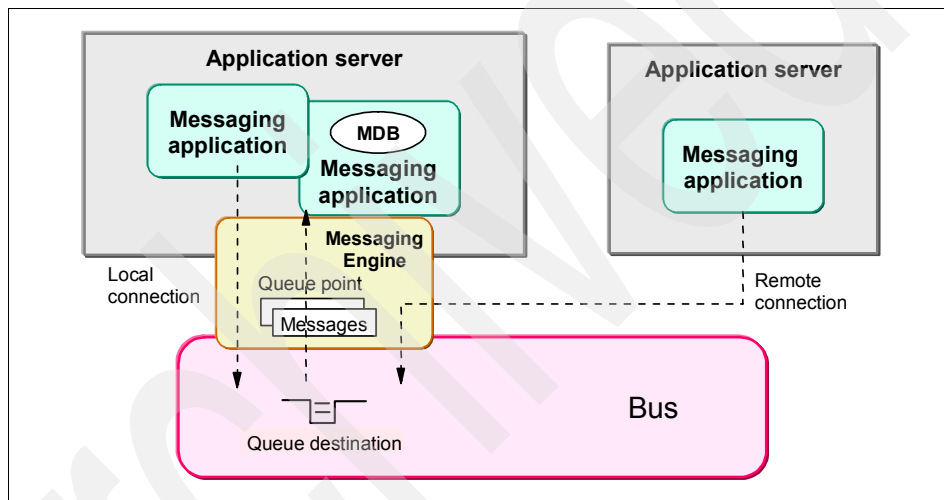 Application server
Application server
Messaging
application
MDB
Messaging
application
Messaging
application
Messaging
Engine
Local
connection
Queue point
Messages
Remote
connection
Bus
Queue destination